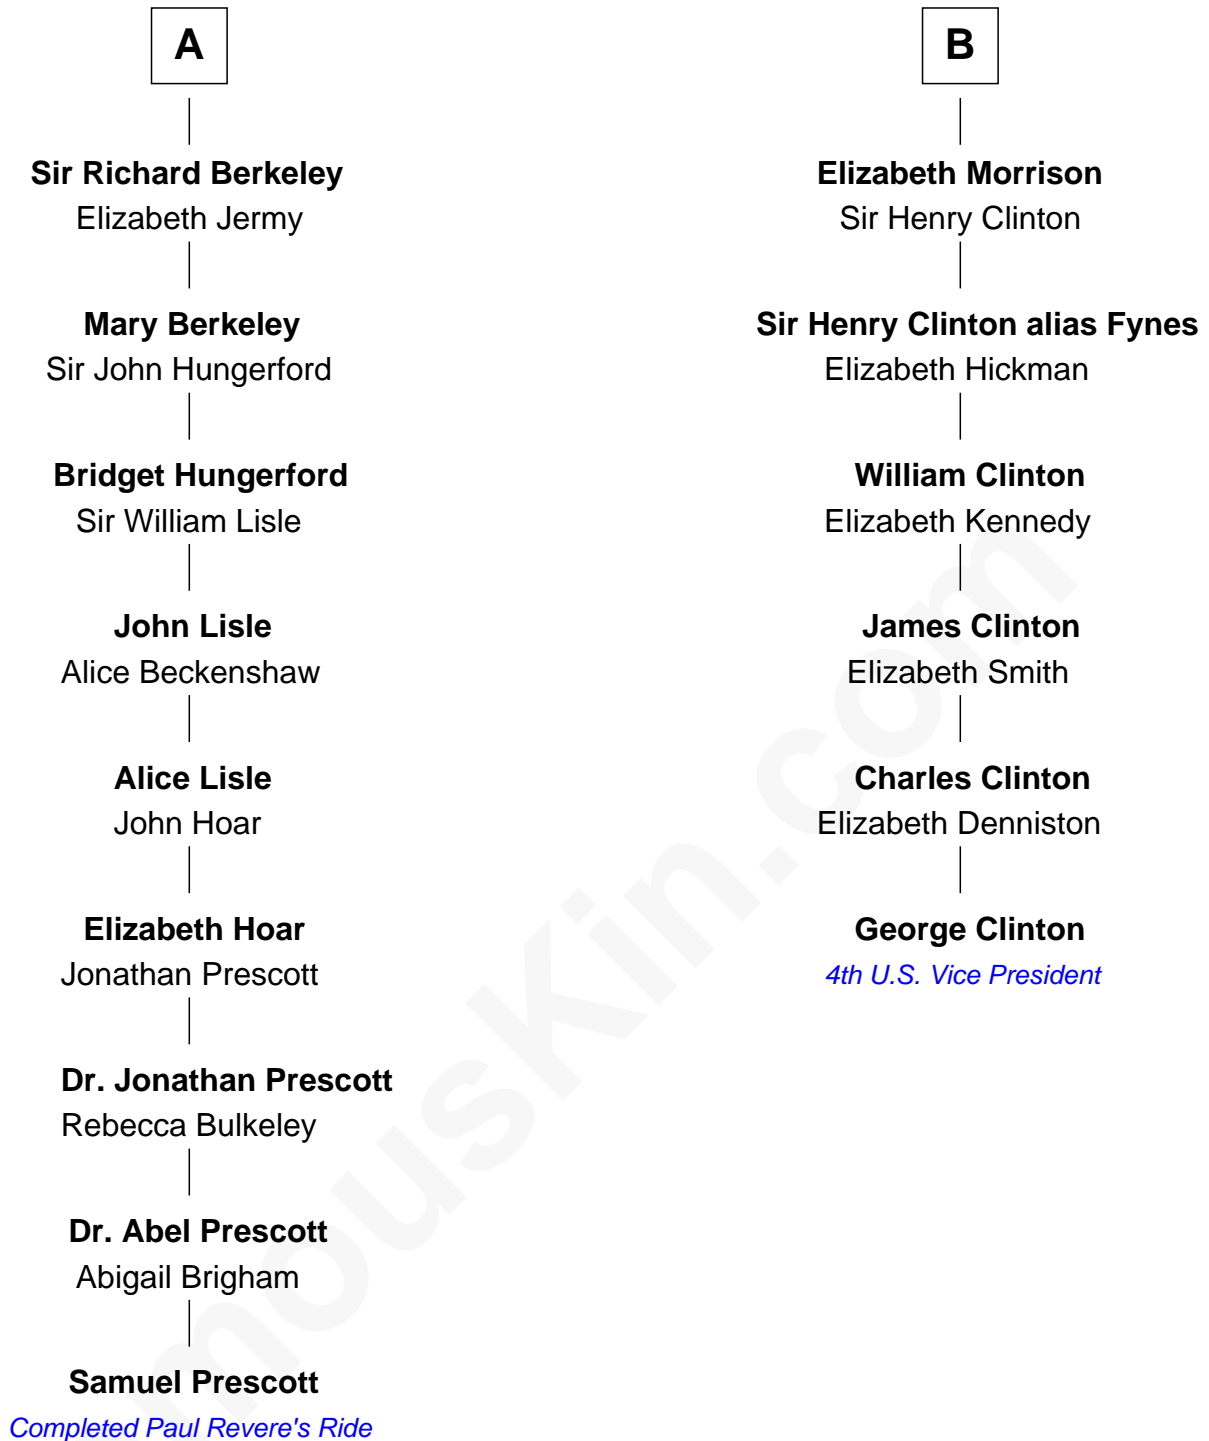 A
Sir Richard Berkeley
Elizabeth Jermy
Mary Berkeley
Sir John Hungerford
Bridget Hungerford
Sir William Lisle
John Lisle
Alice Beckenshaw
Alice Lisle
John Hoar
Elizabeth Hoar
Jonathan Prescott
Dr. Jonathan Prescott
Rebecca Bulkeley
Dr. Abel Prescott
Abigail Brigham
Samuel Prescott
Completed Paul Revere's Ride
B
Elizabeth Morrison
Sir Henry Clinton
Sir Henry Clinton alias Fynes
Elizabeth Hickman
William Clinton
Elizabeth Kennedy
James Clinton
Elizabeth Smith
Charles Clinton
Elizabeth Denniston
George Clinton
4th U.S. Vice President
mousKin.com